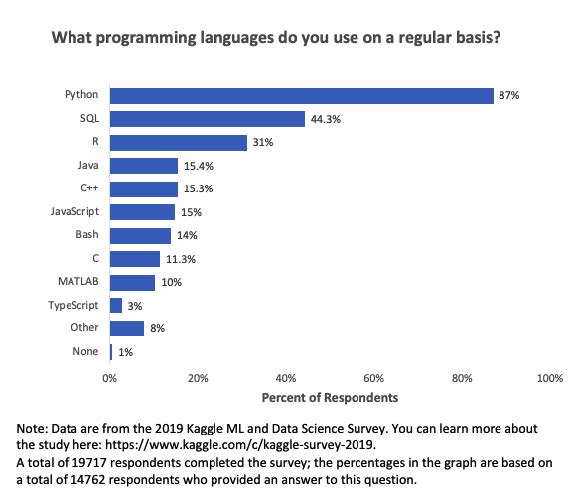 What programming languages do you use on a regular basis?
Python 87%
SQL 44.3%
R 31%
Java 15.4%
C++ 15.3%
JavaScript 15%
Bash 14%
C 11.3%
MATLAB 10%
TypeScript 3%
Other 8%
None 1%
0% 20% 40% 60% 80% 100%
Percent of Respondents
Note: Data are from the 2019 Kaggle ML and Data Science Survey. You can learn more about
the study here: https://www.kaggle.com/c/kaggle-survey-2019.
A total of 19717 respondents completed the survey; the percentages in the graph are based on
a total of 14762 respondents who provided an answer to this question.